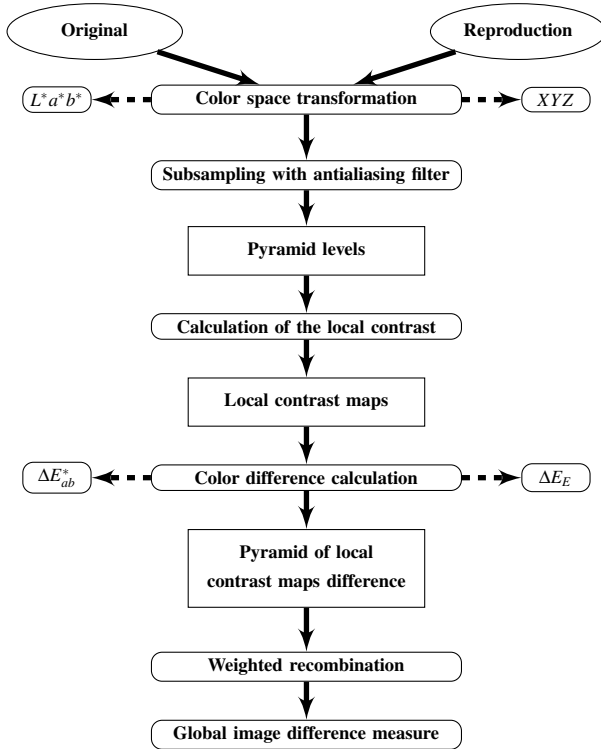 Original
Reproduction
L*a*b*
Color space transformation
XYZ
Subsampling with antialiasing filter
Pyramid levels
Calculation of the local contrast
Local contrast maps
ΔE*ab
Color difference calculation
ΔEE
Pyramid of local
contrast maps difference
Weighted recombination
Global image difference measure